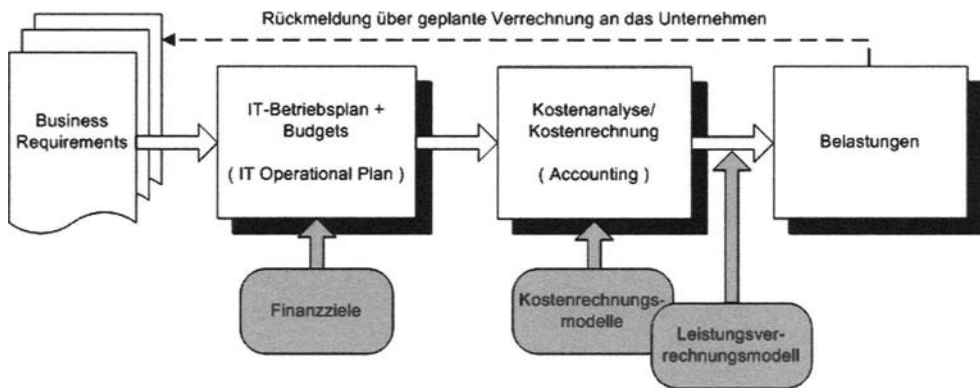 Rückmeldung über geplante Verrechnung an das Unternehmen
Business
Requirements
IT-Betriebsplan +
Budgets
( IT Operational Plan )
Kostenanalyse/
Kostenrechnung
( Accounting )
Belastungen
Finanzziele
Kostenrechnungs-
modelle
Leistungsver-
rechnungsmodell